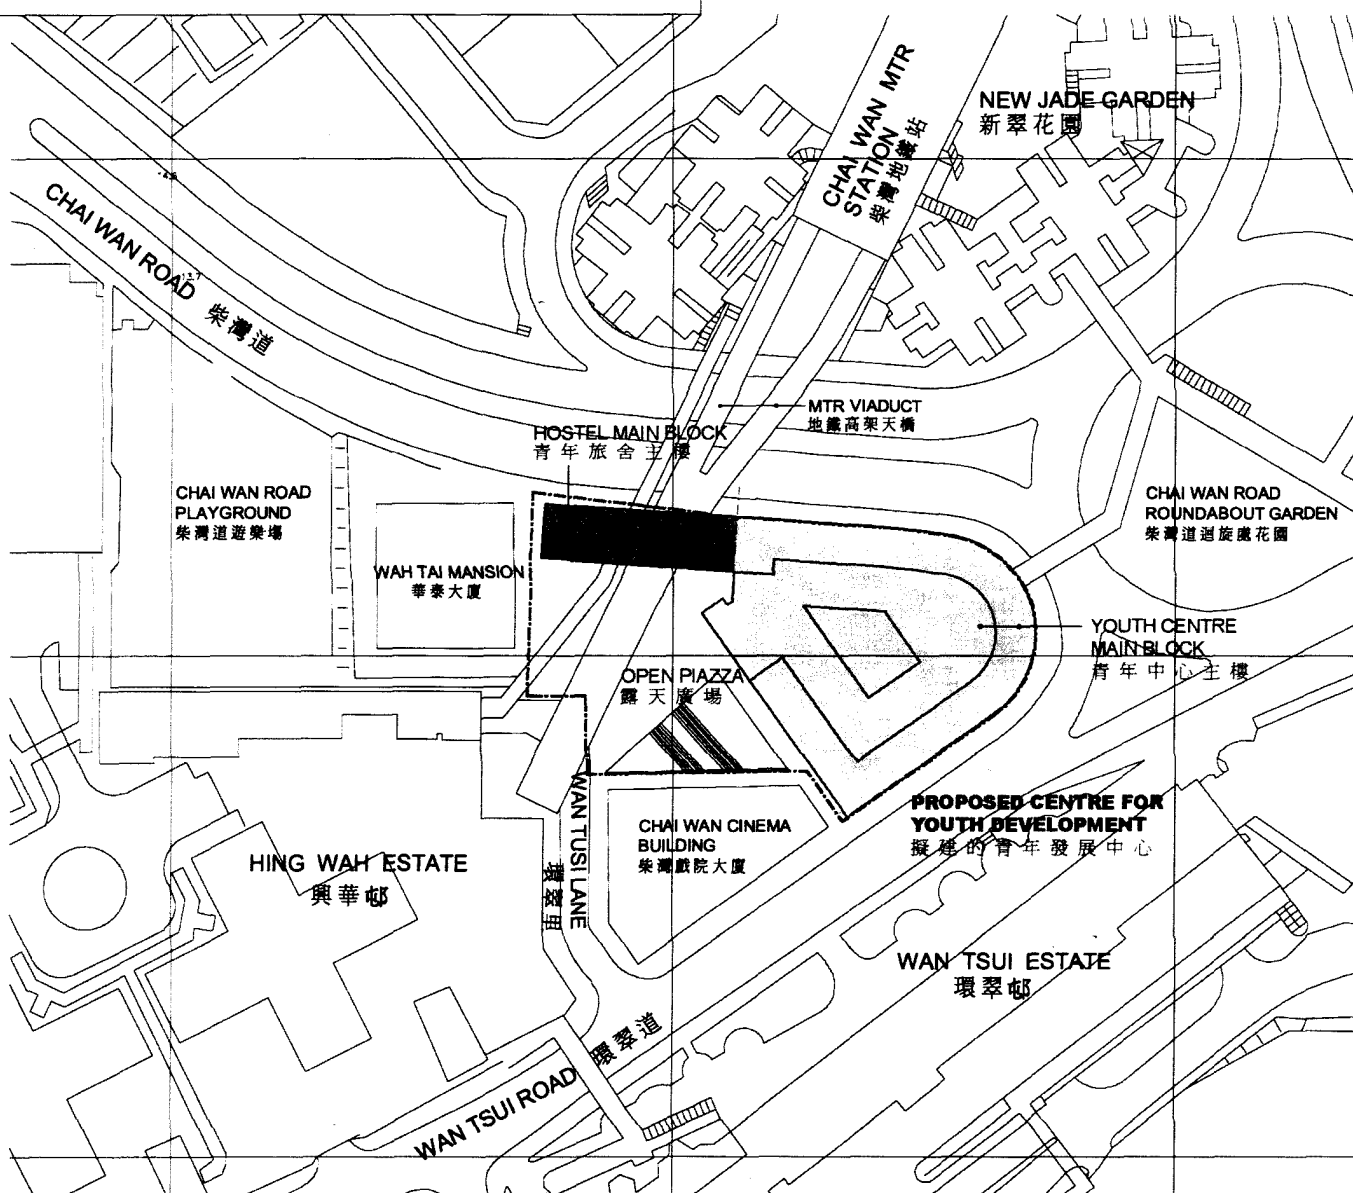 CHAI WAN MTR
STATION
柴灣地鐵站
NEW JADE GARDEN
新翠花園
CHAI WAN ROAD 柴灣道
MTR VIADUCT
地鐵高架天橋
HOSTEL MAIN BLOCK
青年旅舍主樓
CHAI WAN ROAD
PLAYGROUND
柴灣道遊樂場
CHAI WAN ROAD
ROUNDABOUT GARDEN
柴灣道迴旋處花園
WAH TAI MANSION
華泰大廈
YOUTH CENTRE
MAIN BLOCK
青年中心主樓
OPEN PIAZZA
露天廣場
PROPOSED CENTRE FOR
YOUTH DEVELOPMENT
擬建的青年發展中心
CHAI WAN CINEMA
BUILDING
柴灣戲院大廈
WAN TUSI LANE
環翠里
HING WAH ESTATE
興華邨
WAN TSUI ESTATE
環翠邨
WAN TSUI ROAD 環翠道